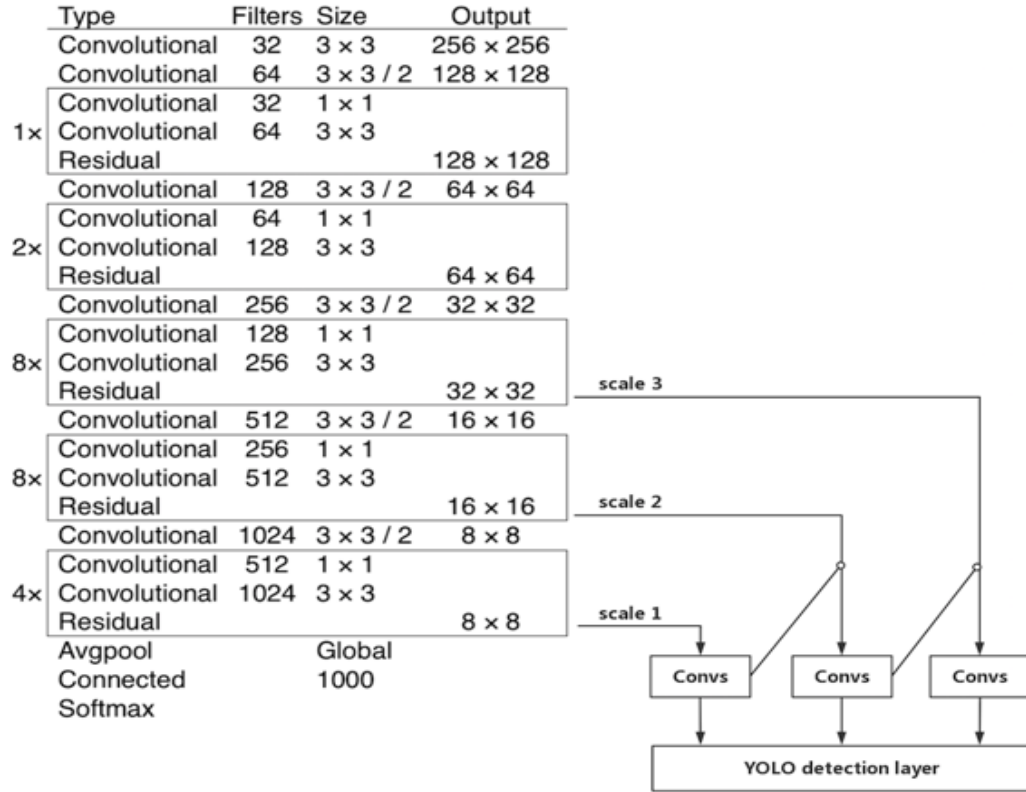 Type Filters Size Output
Convolutional 32 3 × 3 256 × 256
Convolutional 64 3 × 3 / 2 128 × 128
Convolutional 32 1 × 1
1× Convolutional 64 3 × 3
Residual 128 × 128
Convolutional 128 3 × 3 / 2 64 × 64
Convolutional 64 1 × 1
2× Convolutional 128 3 × 3
Residual 64 × 64
Convolutional 256 3 × 3 / 2 32 × 32
Convolutional 128 1 × 1
8× Convolutional 256 3 × 3
Residual 32 × 32
scale 3
Convolutional 512 3 × 3 / 2 16 × 16
Convolutional 256 1 × 1
8× Convolutional 512 3 × 3
Residual 16 × 16
scale 2
Convolutional 1024 3 × 3 / 2 8 × 8
Convolutional 512 1 × 1
4× Convolutional 1024 3 × 3
Residual 8 × 8
scale 1
Avgpool Global
Connected 1000
Softmax
Convs Convs Convs
YOLO detection layer